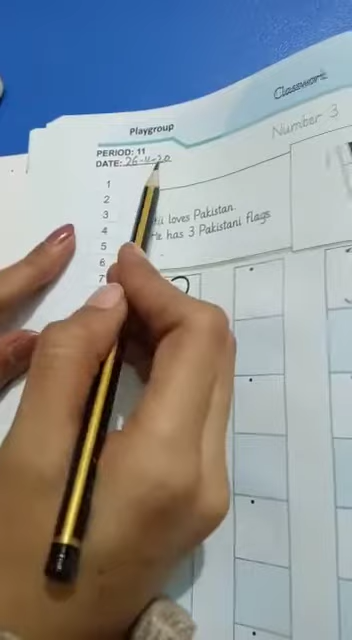 Classwork
Playgroup
Number 3
PERIOD: 11
DATE: 26-11-20
1
2
3
loves Pakistan.
4
He has 3 Pakistani flags
5
6
7